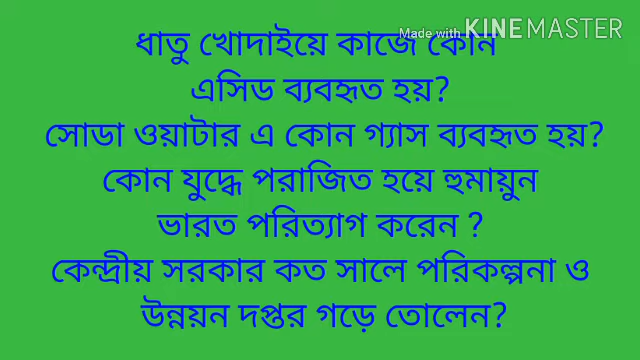 Made with KINEMASTER
ধাতু খোদাইয়ে কাজে কোন
এসিড ব্যবহৃত হয়?
সোডা ওয়াটার এ কোন গ্যাস ব্যবহৃত হয়?
কোন যুদ্ধে পরাজিত হয়ে হুমায়ুন
ভারত পরিত্যাগ করেন ?
কেন্দ্রীয় সরকার কত সালে পরিকল্পনা ও
উন্নয়ন দপ্তর গড়ে তোলেন?